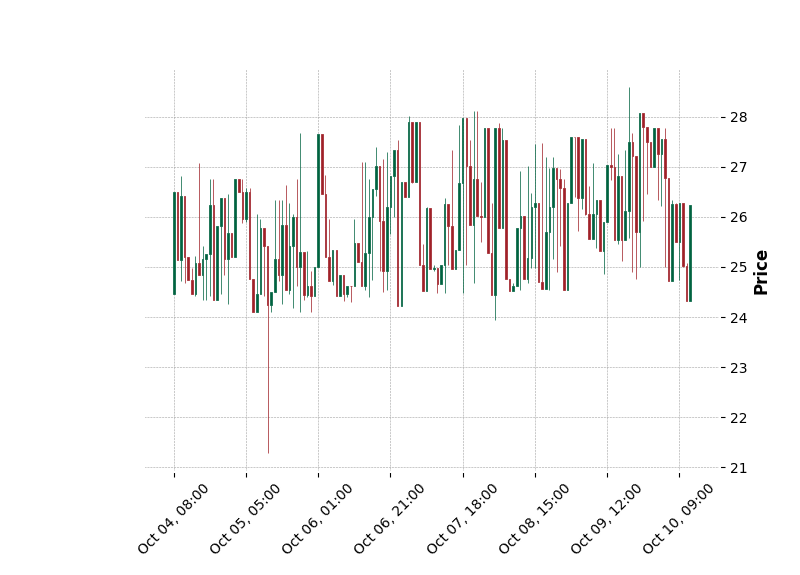 28
27
26
25
24
23
22
21
Price
Oct 04, 08:00
Oct 05, 05:00
Oct 06, 01:00
Oct 06, 21:00
Oct 07, 18:00
Oct 08, 15:00
Oct 09, 12:00
Oct 10, 09:00